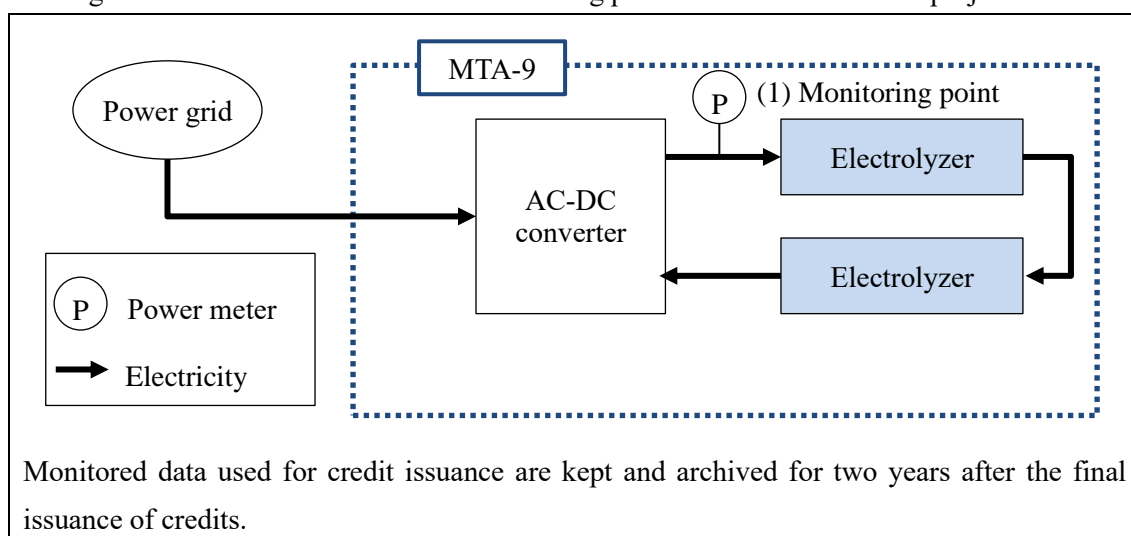 MTA-9
Power grid
P
(1) Monitoring point
Electrolyzer
AC-DC
converter
Electrolyzer
P
Power meter
Electricity
Monitored data used for credit issuance are kept and archived for two years after the final
issuance of credits.